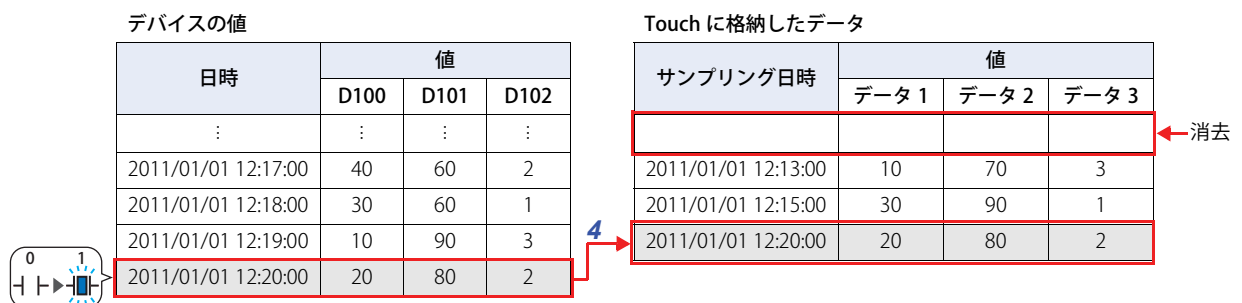 デバイスの値
日時 値
D100 D101 D102
⋮ ⋮ ⋮ ⋮
2011/01/01 12:17:00 40 60 2
2011/01/01 12:18:00 30 60 1
2011/01/01 12:19:00 10 90 3
2011/01/01 12:20:00 20 80 2
0 1
4
Touch に格納したデータ
サンプリング日時 値
データ 1 データ 2 データ 3
消去
2011/01/01 12:13:00 10 70 3
2011/01/01 12:15:00 30 90 1
2011/01/01 12:20:00 20 80 2